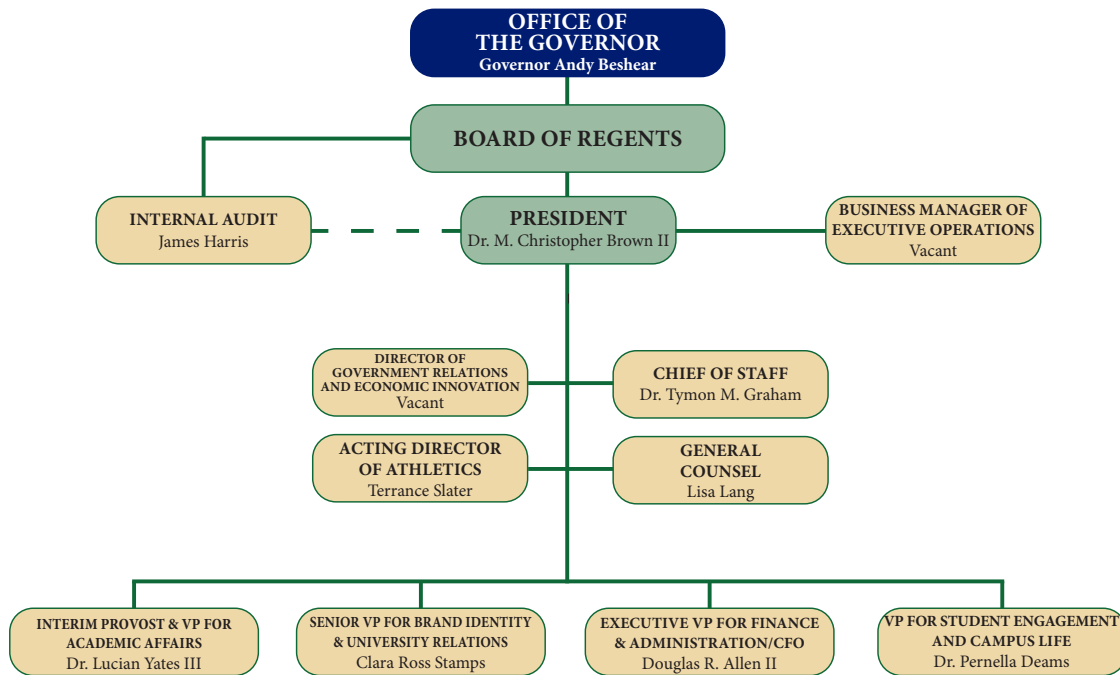 OFFICE OF
THE GOVERNOR
Governor Andy Beshear
BOARD OF REGENTS
INTERNAL AUDIT
James Harris
PRESIDENT
Dr. M. Christopher Brown II
BUSINESS MANAGER OF
EXECUTIVE OPERATIONS
Vacant
DIRECTOR OF
GOVERNMENT RELATIONS
AND ECONOMIC INNOVATION
Vacant
CHIEF OF STAFF
Dr. Tymon M. Graham
ACTING DIRECTOR
OF ATHLETICS
Terrance Slater
GENERAL
COUNSEL
Lisa Lang
INTERIM PROVOST & VP FOR
ACADEMIC AFFAIRS
Dr. Lucian Yates III
SENIOR VP FOR BRAND IDENTITY
& UNIVERSITY RELATIONS
Clara Ross Stamps
EXECUTIVE VP FOR FINANCE
& ADMINISTRATION/CFO
Douglas R. Allen II
VP FOR STUDENT ENGAGEMENT
AND CAMPUS LIFE
Dr. Pernella Deams